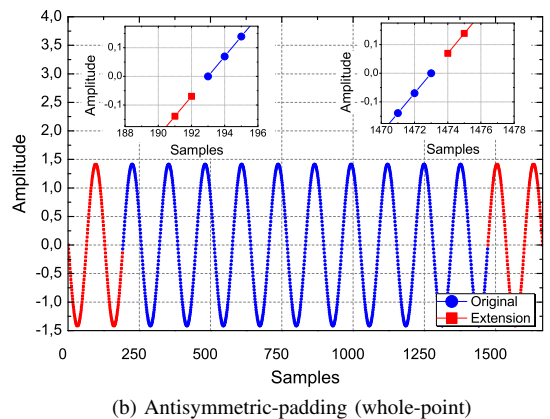 4,0
3,5
3,0
2,5
2,0
1,5
1,0
0,5
0,0
-0,5
-1,0
-1,5
Amplitude
0 250 500 750 1000 1250 1500
Samples
0,1
0,0
-0,1
Amplitude
188 190 192 194 196
Samples
0,1
0,0
-0,1
Amplitude
1470 1472 1474 1476 1478
Samples
Original
Extension
(b) Antisymmetric-padding (whole-point)